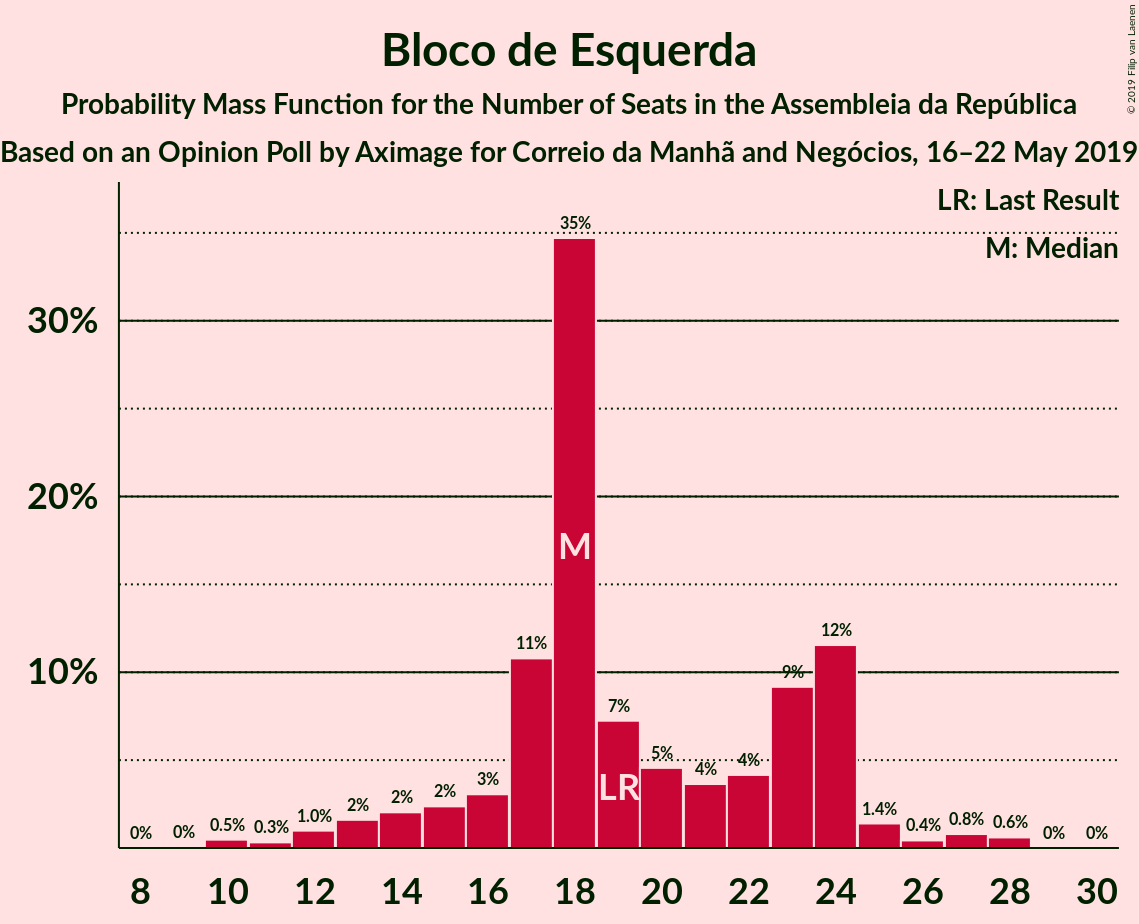 Bloco de Esquerda
Probability Mass Function for the Number of Seats in the Assembleia da República
Based on an Opinion Poll by Aximage for Correio da Manhã and Negócios, 16–22 May 2019
© 2019 Filip van Laenen
LR: Last Result
M: Median
35%
30%
20%
M
12%
11%
10%
9%
7%
5%
4%
4%
LR
3%
2%
2%
2%
1.4%
1.0%
0.8%
0.6%
0.5%
0.4%
0.3%
0%
0%
0%
0%
8 10 12 14 16 18 20 22 24 26 28 30